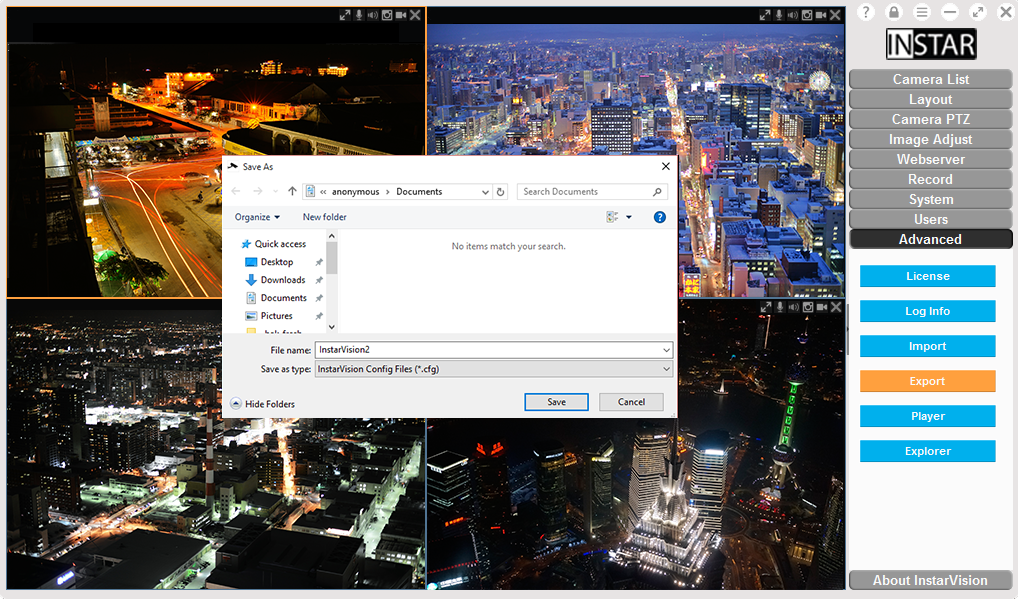 Save As
« anonymous › Documents
Search Documents
Organize
New folder
?
No items match your search.
Quick access
Desktop
Downloads
Documents
Pictures
File name: InstarVision2
Save as type: InstarVision Config Files (*.cfg)
Hide Folders
Save
Cancel
?
INSTAR
Camera List
Layout
Camera PTZ
Image Adjust
Webserver
Record
System
Users
Advanced
License
Log Info
Import
Export
Player
Explorer
About InstarVision